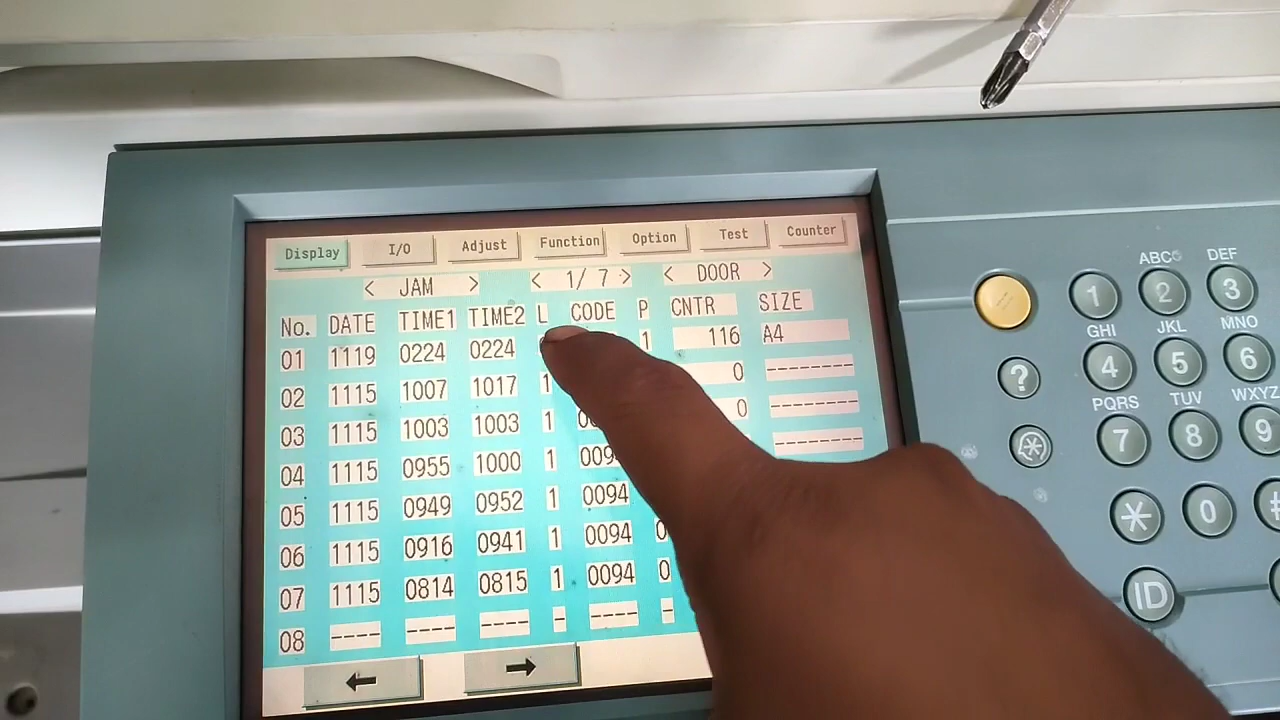 Display I/O Adjust Function Option Test Counter
< JAM > < 1/ 7 > < DOOR >
No. DATE TIME1 TIME2 L CODE P CNTR SIZE
01 1119 0224 0224 1 116 A4
02 1115 1007 1017 1 0 --------
03 1115 1003 1003 1 0 --------
04 1115 0955 1000 1 --------
05 1115 0949 0952 1 0094
06 1115 0916 0941 1 0094 0
07 1115 0814 0815 1 0094 0
08 ---- ---- ---- - ---- -
← →
ABC DEF
1 2 3
GHI JKL MNO
? 4 5 6
PQRS TUV WXYZ
7 8 9
* 0
ID